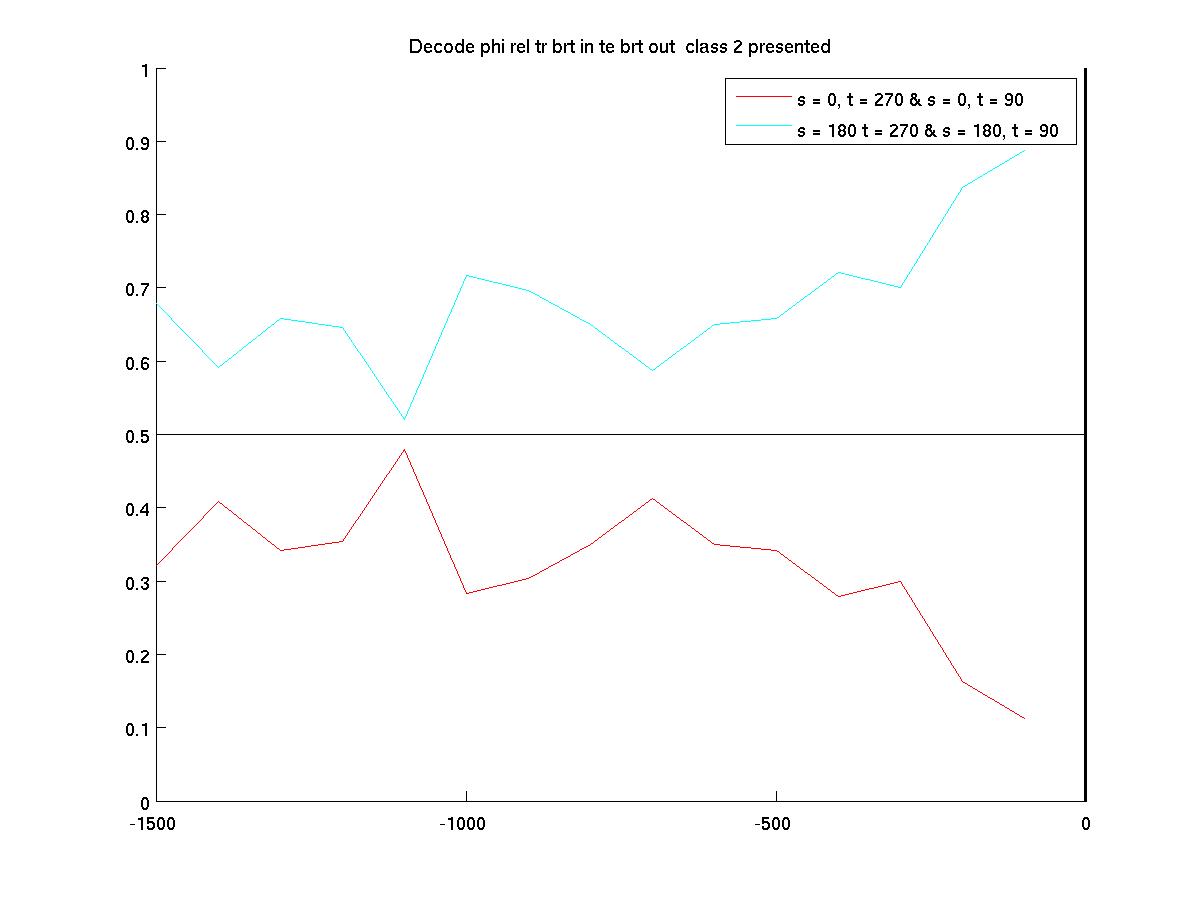 Decode phi rel tr brt in te brt out  class 2 presented
s = 0, t = 270 & s = 0, t = 90
s = 180 t = 270 & s = 180, t = 90
1
0.9
0.8
0.7
0.6
0.5
0.4
0.3
0.2
0.1
0
-1500 -1000 -500 0